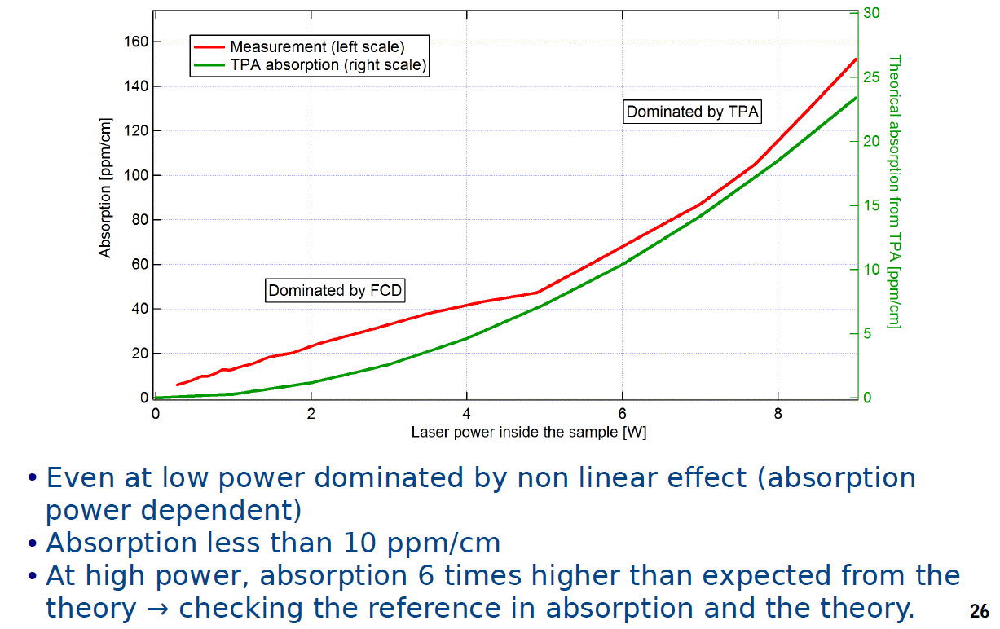 Measurement (left scale)
TPA absorption (right scale)
Dominated by TPA
Dominated by FCD
Absorption [ppm/cm]
160
140
120
100
80
60
40
20
0
30
25
20
15
10
5
0
Theorical absorption from TPA [ppm/cm]
0 2 4 6 8
Laser power inside the sample [W]
• Even at low power dominated by non linear effect (absorption
power dependent)
• Absorption less than 10 ppm/cm
• At high power, absorption 6 times higher than expected from the
theory → checking the reference in absorption and the theory.
26